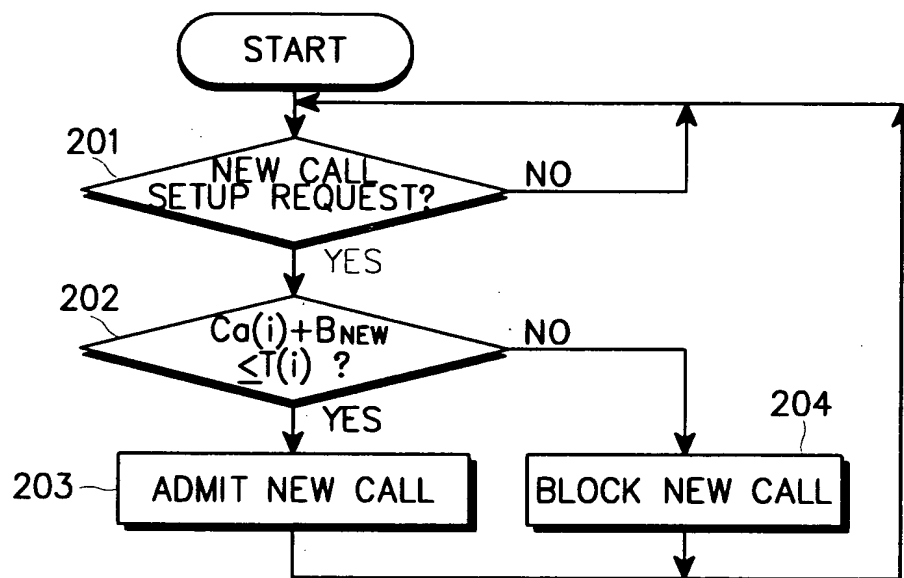 START
201
NEW CALL
SETUP REQUEST?
NO
YES
202
Ca(i)+BNEW
≤T(i) ?
NO
YES
204
203
ADMIT NEW CALL
BLOCK NEW CALL